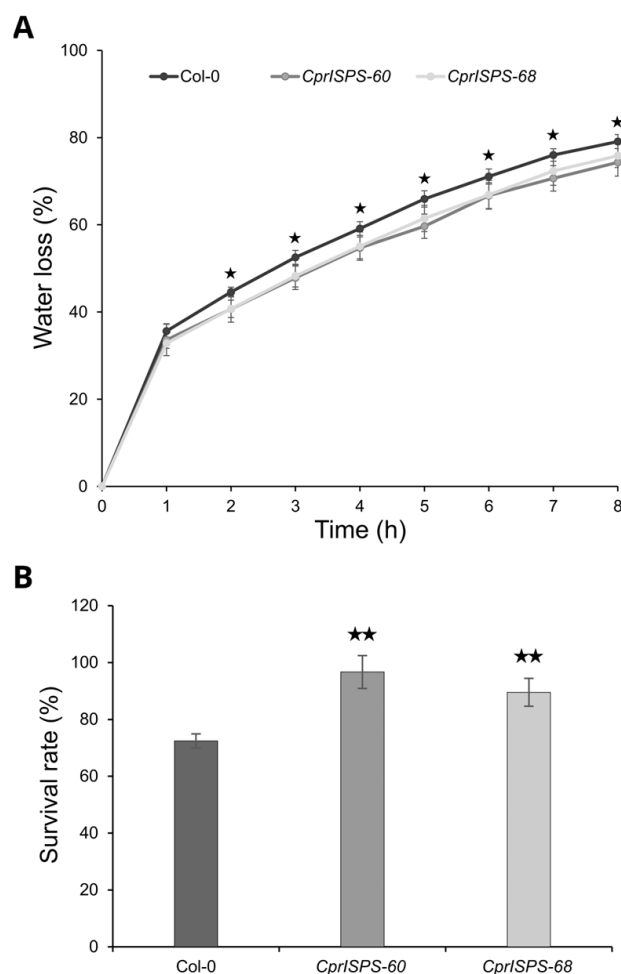 A
100
80
60
40
20
0
Water loss (%)
Col-0 CprISPS-60 CprISPS-68
★ ★ ★ ★ ★ ★ ★
0 1 2 3 4 5 6 7 8
Time (h)
B
120
100
80
60
40
20
0
Survival rate (%)
★★ ★★
Col-0 CprISPS-60 CprISPS-68